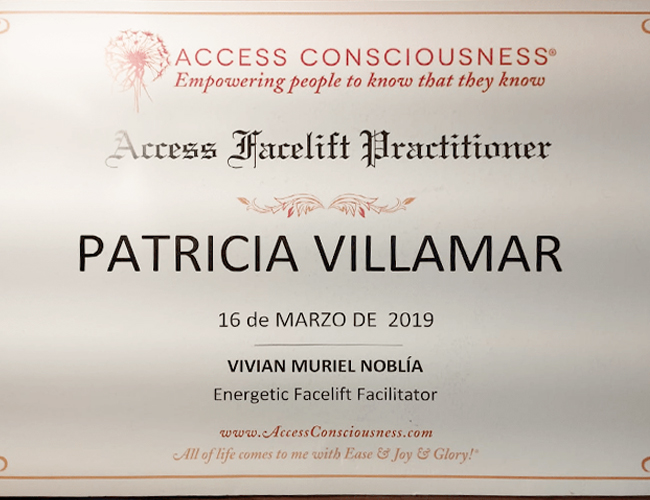 ACCESS CONSCIOUSNESS®
Empowering people to know that they know
Access Facelift Practitioner
PATRICIA VILLAMAR
16 de MARZO DE 2019
VIVIAN MURIEL NOBLÍA
Energetic Facelift Facilitator
www.AccessConsciousness.com
All of life comes to me with Ease & Joy & Glory!®